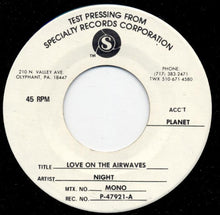 TEST PRESSING FROM
SPECIALTY RECORDS CORPORATION
S
TM
210 N. VALLEY AVE.
OLYPHANT, PA. 18447
PHONE
(717) 383-2471
TWX 510-671-4580
45 RPM
ACC'T
PLANET
TITLE LOVE ON THE AIRWAVES
ARTIST NIGHT
MTX. NO. MONO
REC. NO. P-47921-A